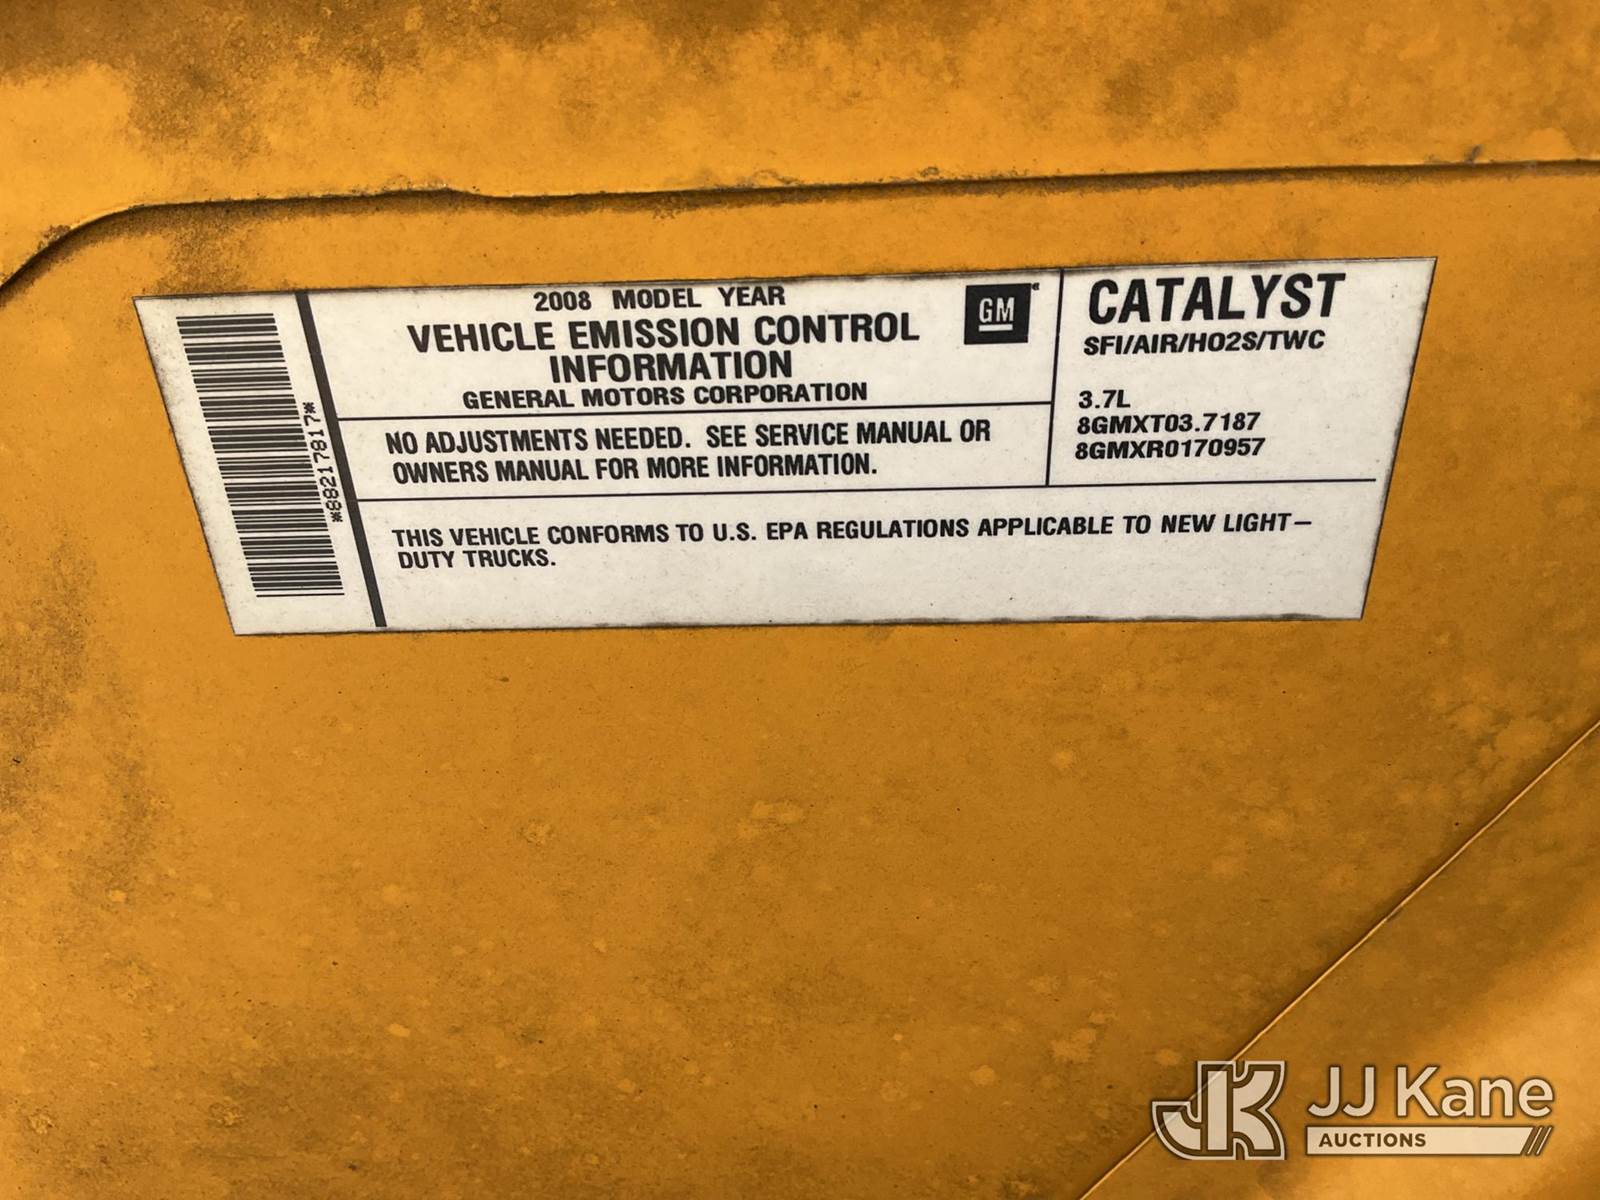 2008 MODEL YEAR
VEHICLE EMISSION CONTROL
INFORMATION
GENERAL MOTORS CORPORATION
GM
NO ADJUSTMENTS NEEDED. SEE SERVICE MANUAL OR
OWNERS MANUAL FOR MORE INFORMATION.
CATALYST
SFI/AIR/HO2S/TWC
3.7L
8GMXT03.7187
8GMXR0170957
THIS VEHICLE CONFORMS TO U.S. EPA REGULATIONS APPLICABLE TO NEW LIGHT–
DUTY TRUCKS.
*88217817*
JK
JJ Kane
AUCTIONS